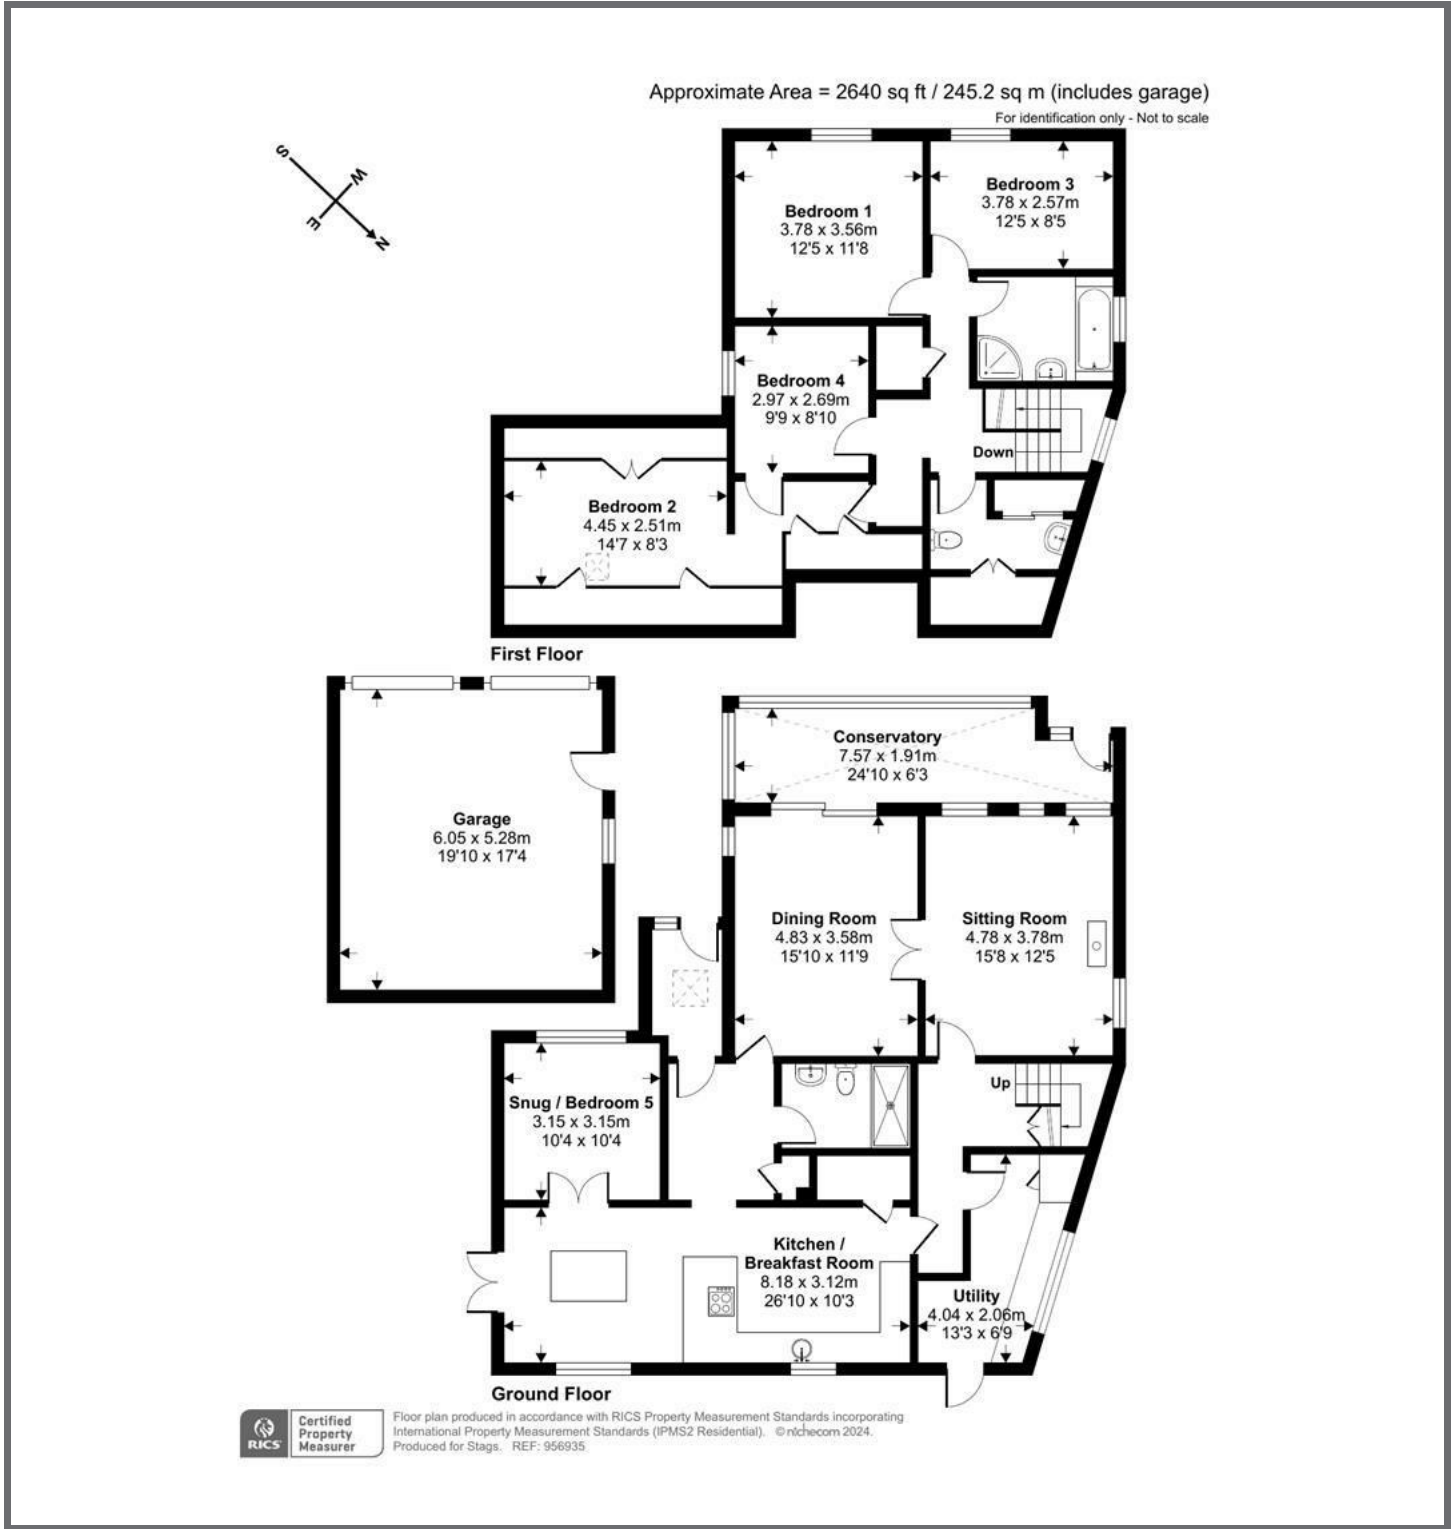 Approximate Area = 2640 sq ft / 245.2 sq m (includes garage)
For identification only - Not to scale
S
W
E
N
Bedroom 1
3.78 x 3.56m
12'5 x 11'8
Bedroom 3
3.78 x 2.57m
12'5 x 8'5
Bedroom 4
2.97 x 2.69m
9'9 x 8'10
Down
Bedroom 2
4.45 x 2.51m
14'7 x 8'3
First Floor
Conservatory
7.57 x 1.91m
24'10 x 6'3
Garage
6.05 x 5.28m
19'10 x 17'4
Dining Room
4.83 x 3.58m
15'10 x 11'9
Sitting Room
4.78 x 3.78m
15'8 x 12'5
Up
Snug / Bedroom 5
3.15 x 3.15m
10'4 x 10'4
Kitchen /
Breakfast Room
8.18 x 3.12m
26'10 x 10'3
Utility
4.04 x 2.06m
13'3 x 6'9
Ground Floor
RICS
Certified
Property
Measurer
Floor plan produced in accordance with RICS Property Measurement Standards incorporating
International Property Measurement Standards (IPMS2 Residential). © nichecom 2024.
Produced for Stags. REF: 956935